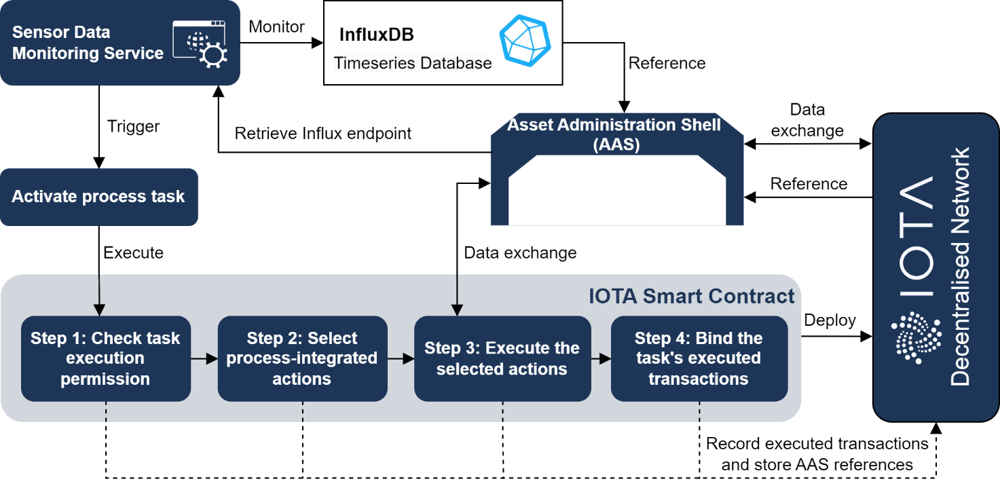 Sensor Data
Monitoring Service
Monitor
InfluxDB
Timeseries Database
Reference
Trigger
Retrieve Influx endpoint
Asset Administration Shell
(AAS)
Data
exchange
Reference
Activate process task
Execute
Data exchange
IOTA
Decentralised Network
IOTA Smart Contract
Deploy
Step 1: Check task
execution
permission
Step 2: Select
process-integrated
actions
Step 3: Execute the
selected actions
Step 4: Bind the
task's executed
transactions
Record executed transactions
and store AAS references